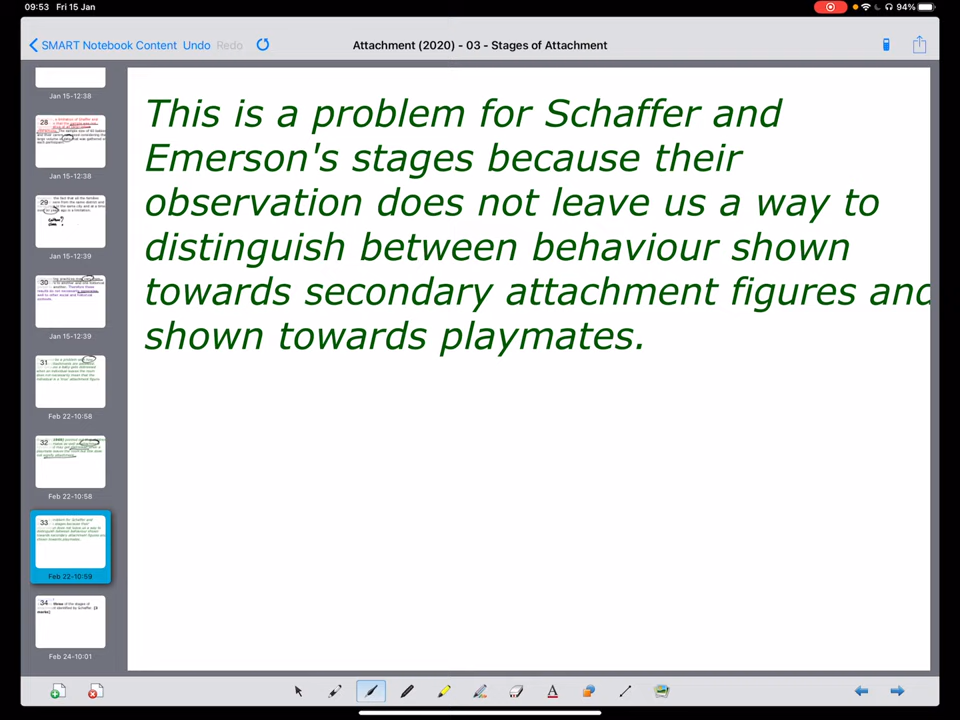 09:53 Fri 15 Jan 94%
SMART Notebook Content Undo Redo Attachment (2020) - 03 - Stages of Attachment
This is a problem for Schaffer and
Emerson's stages because their
observation does not leave us a way to
distinguish between behaviour shown
towards secondary attachment figures and
shown towards playmates.
Jan 15-12:38
28
Jan 15-12:38
29
Jan 15-12:39
30
Jan 15-12:39
31
Feb 22-10:58
32
Feb 22-10:58
33
Feb 22-10:59
34
Feb 24-10:01